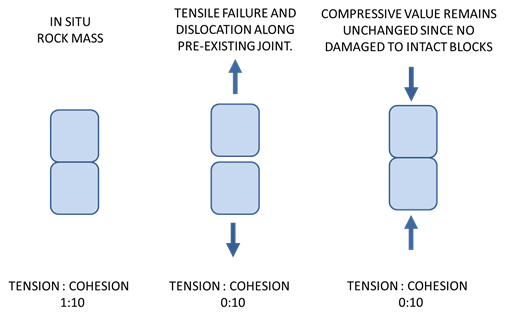 IN SITU
ROCK MASS
TENSILE FAILURE AND
DISLOCATION ALONG
PRE-EXISTING JOINT.
COMPRESSIVE VALUE REMAINS
UNCHANGED SINCE NO
DAMAGED TO INTACT BLOCKS
TENSION : COHESION
1:10
TENSION : COHESION
0:10
TENSION : COHESION
0:10